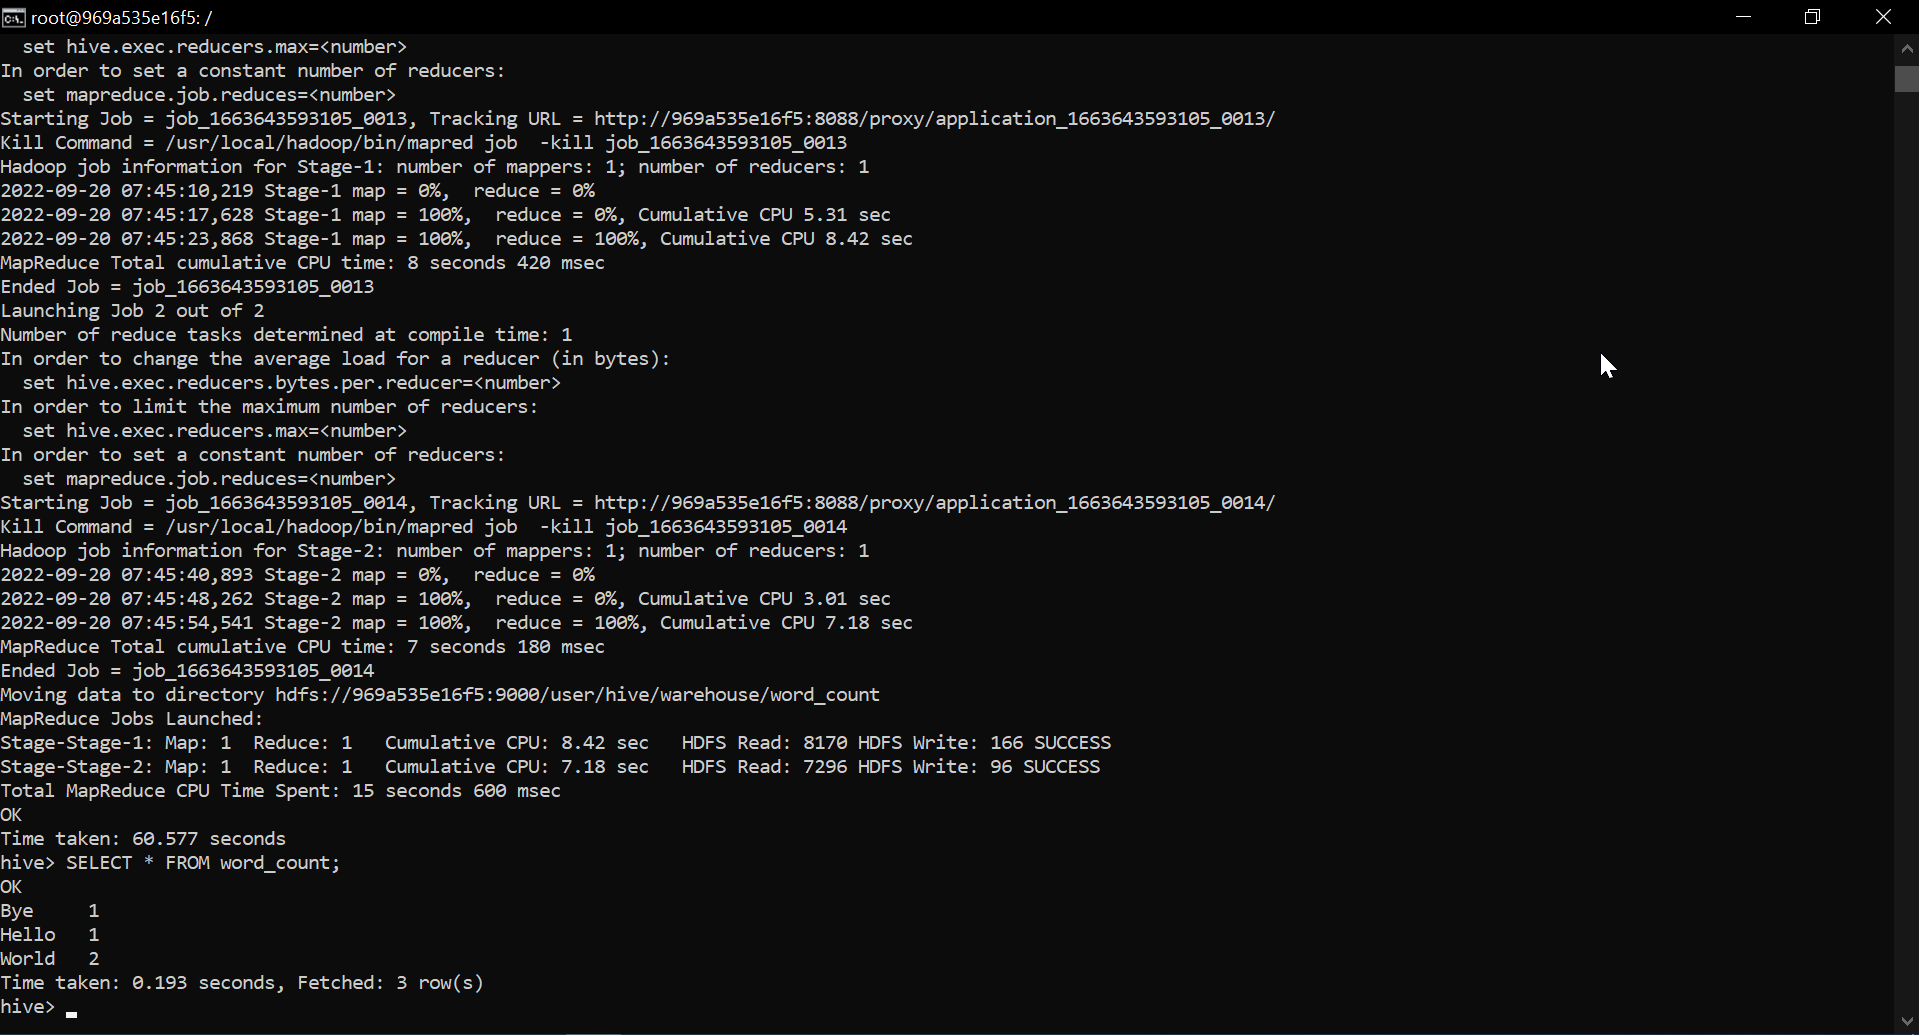 root@969a535e16f5: /
  set hive.exec.reducers.max=<number>
In order to set a constant number of reducers:
  set mapreduce.job.reduces=<number>
Starting Job = job_1663643593105_0013, Tracking URL = http://969a535e16f5:8088/proxy/application_1663643593105_0013/
Kill Command = /usr/local/hadoop/bin/mapred job  -kill job_1663643593105_0013
Hadoop job information for Stage-1: number of mappers: 1; number of reducers: 1
2022-09-20 07:45:10,219 Stage-1 map = 0%,  reduce = 0%
2022-09-20 07:45:17,628 Stage-1 map = 100%,  reduce = 0%, Cumulative CPU 5.31 sec
2022-09-20 07:45:23,868 Stage-1 map = 100%,  reduce = 100%, Cumulative CPU 8.42 sec
MapReduce Total cumulative CPU time: 8 seconds 420 msec
Ended Job = job_1663643593105_0013
Launching Job 2 out of 2
Number of reduce tasks determined at compile time: 1
In order to change the average load for a reducer (in bytes):
  set hive.exec.reducers.bytes.per.reducer=<number>
In order to limit the maximum number of reducers:
  set hive.exec.reducers.max=<number>
In order to set a constant number of reducers:
  set mapreduce.job.reduces=<number>
Starting Job = job_1663643593105_0014, Tracking URL = http://969a535e16f5:8088/proxy/application_1663643593105_0014/
Kill Command = /usr/local/hadoop/bin/mapred job  -kill job_1663643593105_0014
Hadoop job information for Stage-2: number of mappers: 1; number of reducers: 1
2022-09-20 07:45:40,893 Stage-2 map = 0%,  reduce = 0%
2022-09-20 07:45:48,262 Stage-2 map = 100%,  reduce = 0%, Cumulative CPU 3.01 sec
2022-09-20 07:45:54,541 Stage-2 map = 100%,  reduce = 100%, Cumulative CPU 7.18 sec
MapReduce Total cumulative CPU time: 7 seconds 180 msec
Ended Job = job_1663643593105_0014
Moving data to directory hdfs://969a535e16f5:9000/user/hive/warehouse/word_count
MapReduce Jobs Launched:
Stage-Stage-1: Map: 1  Reduce: 1   Cumulative CPU: 8.42 sec   HDFS Read: 8170 HDFS Write: 166 SUCCESS
Stage-Stage-2: Map: 1  Reduce: 1   Cumulative CPU: 7.18 sec   HDFS Read: 7296 HDFS Write: 96 SUCCESS
Total MapReduce CPU Time Spent: 15 seconds 600 msec
OK
Time taken: 60.577 seconds
hive> SELECT * FROM word_count;
OK
Bye     1
Hello   1
World   2
Time taken: 0.193 seconds, Fetched: 3 row(s)
hive>